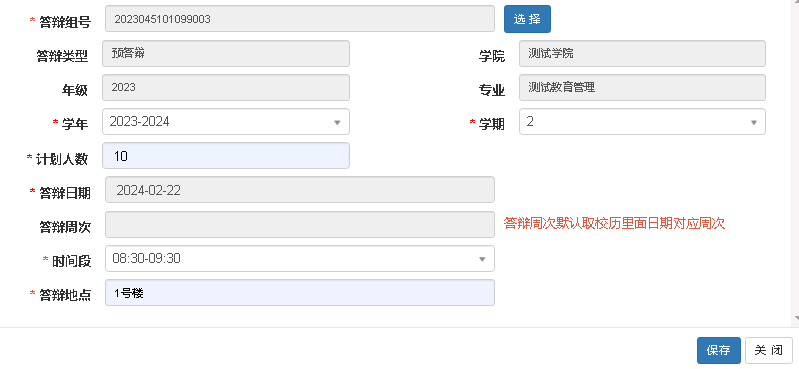 * 答辩组号 2023045101099003 选 择
答辩类型 预答辩 学院 测试学院
年级 2023 专业 测试教育管理
* 学年 2023-2024 * 学期 2
* 计划人数 10
* 答辩日期 2024-02-22
答辩周次 答辩周次默认取校历里面日期对应周次
* 时间段 08:30-09:30
* 答辩地点 1号楼
保存 关 闭